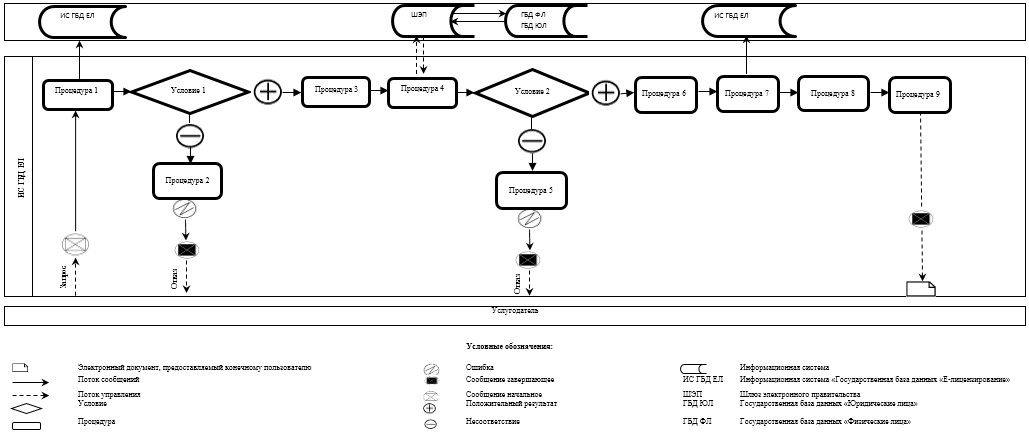 ИС ГБД ЕЛ
ШЭП
ГБД ФЛ
ГБД ЮЛ
ИС ГБД ЕЛ
ИС ГБД ЕЛ
Процедура 1
Условие 1
Процедура 3
Процедура 4
Условие 2
Процедура 6
Процедура 7
Процедура 8
Процедура 9
Процедура 2
Процедура 5
Запрос
Отказ
Отказ
Услугодатель
Условные обозначения:
Электронный документ, предоставляемый конечному пользователю
Поток сообщений
Поток управления
Условие
Процедура
Ошибка
Сообщение завершающее
Сообщение начальное
Положительный результат
Несоответствие
Информационная система
ИС ГБД ЕЛ Информационная система «Государственная база данных «Е-лицензирование»
ШЭП Шлюз электронного правительства
ГБД ЮЛ Государственная база данных «Юридические лица»
ГБД ФЛ Государственная база данных «Физические лица»